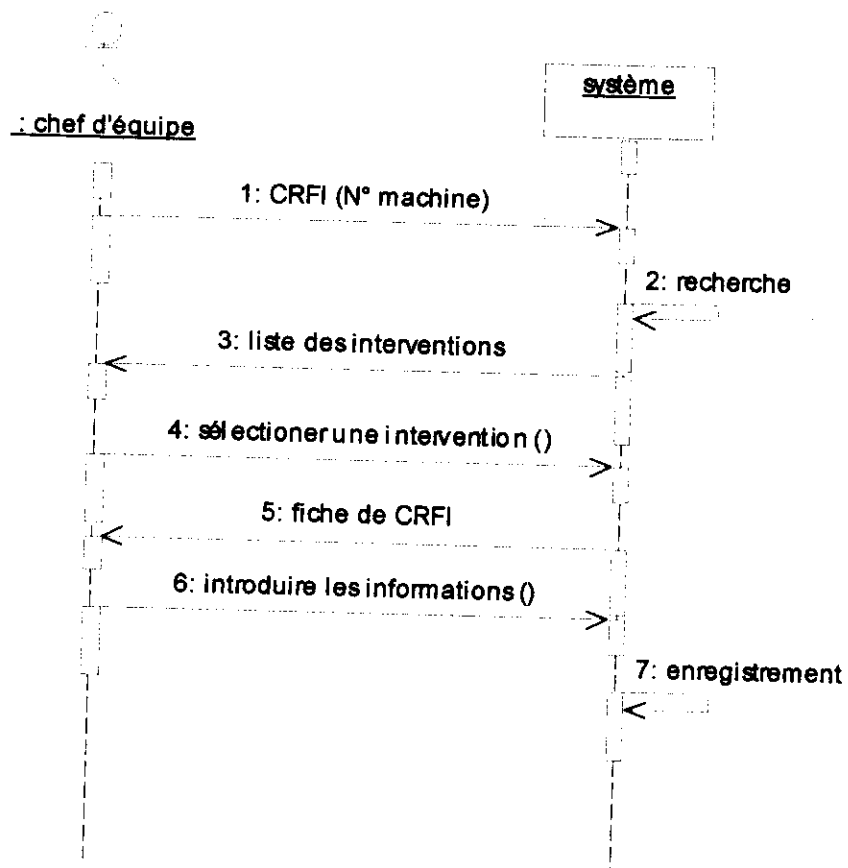 système
: chef d'équipe
1: CRFI (N° machine)
2: recherche
3: liste des interventions
4: sélectioner une intervention ()
5: fiche de CRFI
6: introduire les informations ()
7: enregistrement